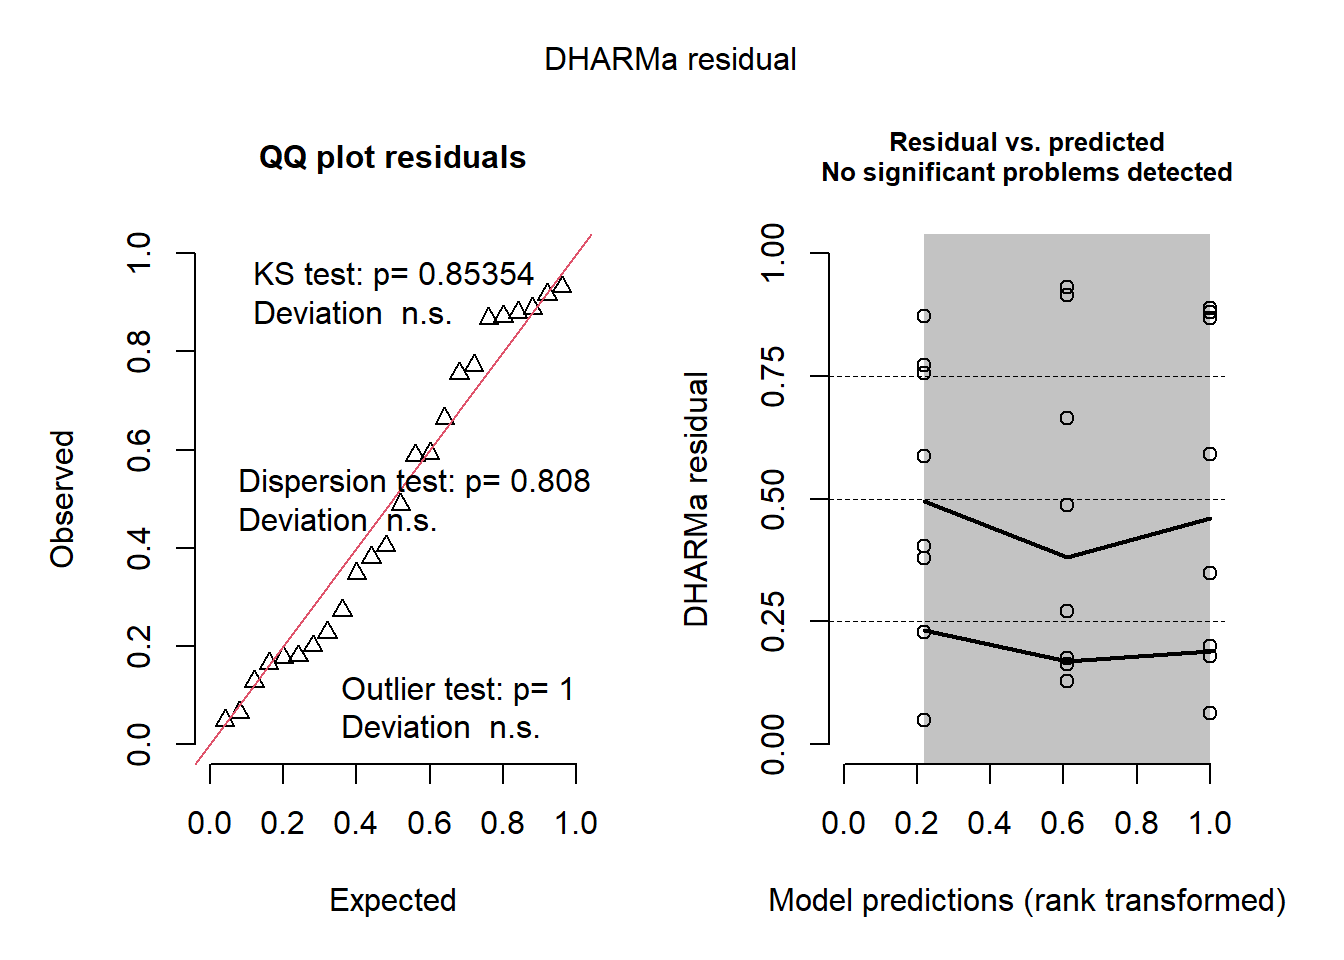 DHARMa residual
QQ plot residuals
KS test: p= 0.85354
Deviation  n.s.
Dispersion test: p= 0.808
Deviation  n.s.
Outlier test: p= 1
Deviation  n.s.
Observed
0.0 0.2 0.4 0.6 0.8 1.0
0.0 0.2 0.4 0.6 0.8 1.0
Expected
Residual vs. predicted
No significant problems detected
DHARMa residual
0.00 0.25 0.50 0.75 1.00
0.0 0.2 0.4 0.6 0.8 1.0
Model predictions (rank transformed)